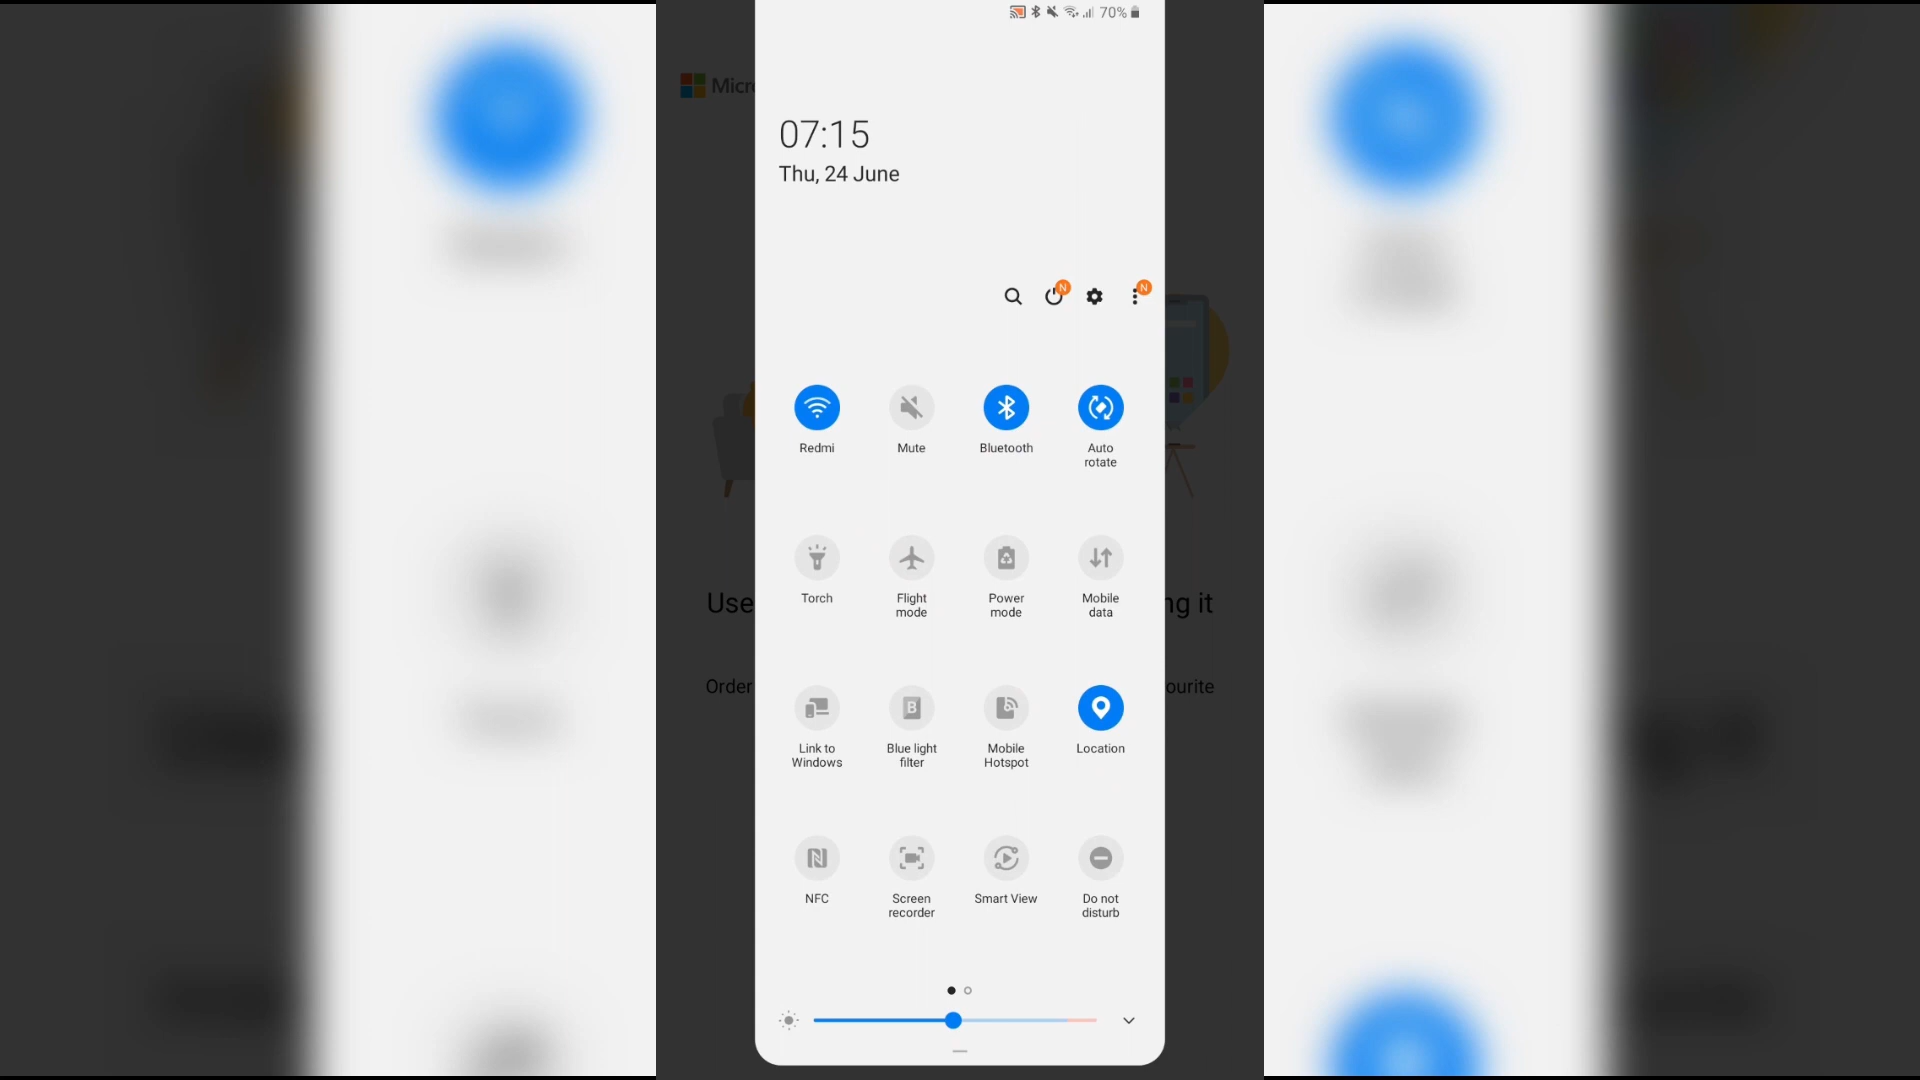 70%
Micr
07:15
Thu, 24 June
N
N
Redmi
Mute
Bluetooth
Auto
rotate
Torch
Flight
mode
Power
mode
Mobile
data
Use
ng it
Order
ourite
Link to
Windows
Blue light
filter
B
Mobile
Hotspot
Location
NFC
Screen
recorder
Smart View
Do not
disturb